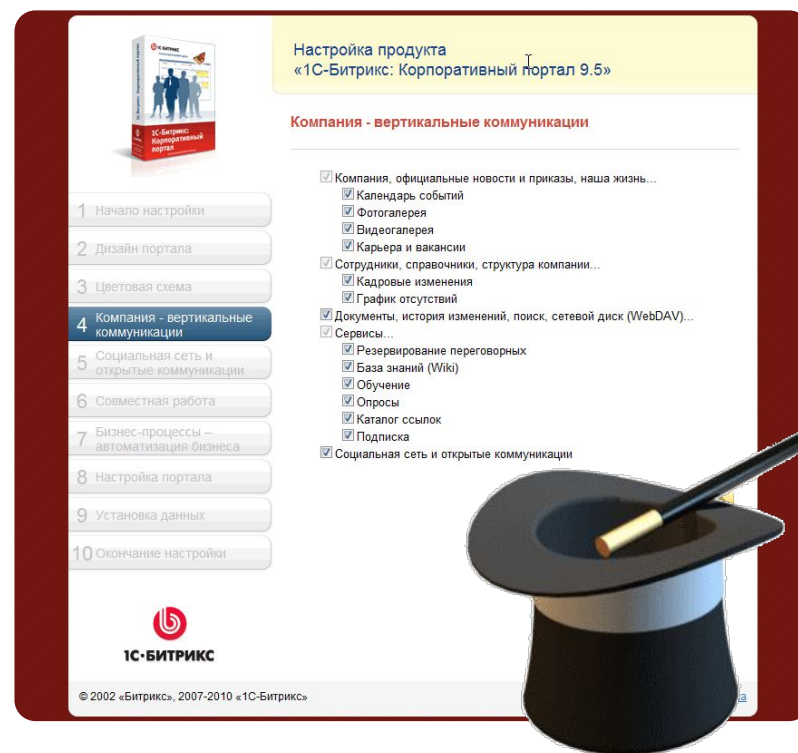 Настройка продукта
«1С-Битрикс: Корпоративный портал 9.5»
1С-Битрикс:
Корпоративный
портал
Компания - вертикальные коммуникации
Компания, официальные новости и приказы, наша жизнь...
Календарь событий
Фотогалерея
Видеогалерея
Карьера и вакансии
Сотрудники, справочники, структура компании...
Кадровые изменения
График отсутствий
Документы, история изменений, поиск, сетевой диск (WebDAV)...
Сервисы...
Резервирование переговорных
База знаний (Wiki)
Обучение
Опросы
Каталог ссылок
Подписка
Социальная сеть и открытые коммуникации
1 Начало настройки
2 Дизайн портала
3 Цветовая схема
4 Компания - вертикальные
коммуникации
5 Социальная сеть и
открытые коммуникации
6 Совместная работа
7 Бизнес-процессы –
автоматизация бизнеса
8 Настройка портала
9 Установка данных
10 Окончание настройки
1С·БИТРИКС
© 2002 «Битрикс», 2007-2010 «1С-Битрикс»